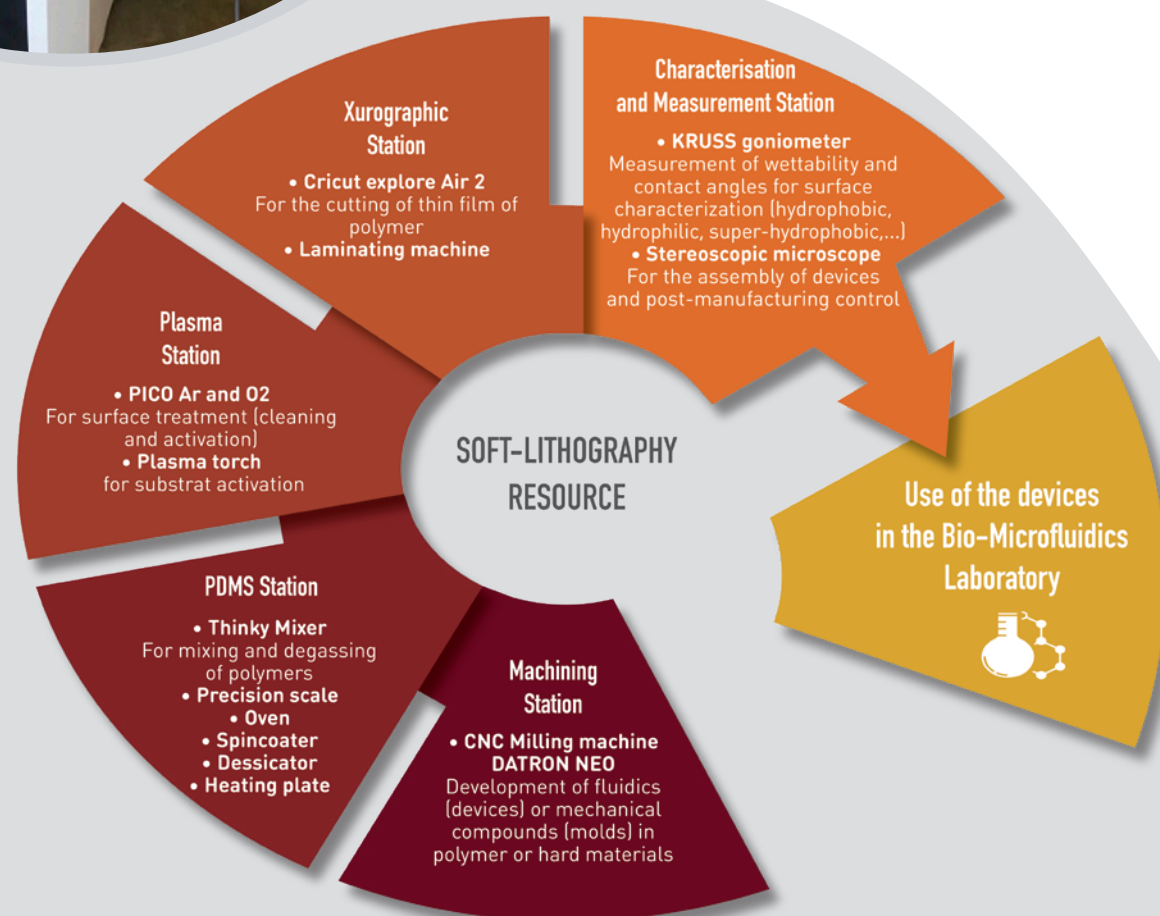 Characterisation
and Measurement Station
• KRUSS goniometer
Measurement of wettability and
contact angles for surface
characterization (hydrophobic,
hydrophilic, super-hydrophobic,...)
• Stereoscopic microscope
For the assembly of devices
and post-manufacturing control
Xurographic
Station
• Cricut explore Air 2
For the cutting of thin film of
polymer
• Laminating machine
Plasma
Station
• PICO Ar and O2
For surface treatment (cleaning
and activation)
• Plasma torch
for substrat activation
SOFT-LITHOGRAPHY
RESOURCE
Use of the devices
in the Bio-Microfluidics
Laboratory
PDMS Station
• Thinky Mixer
For mixing and degassing
of polymers
• Precision scale
• Oven
• Spincoater
• Dessicator
• Heating plate
Machining
Station
• CNC Milling machine
DATRON NEO
Development of fluidics
(devices) or mechanical
compounds (molds) in
polymer or hard materials